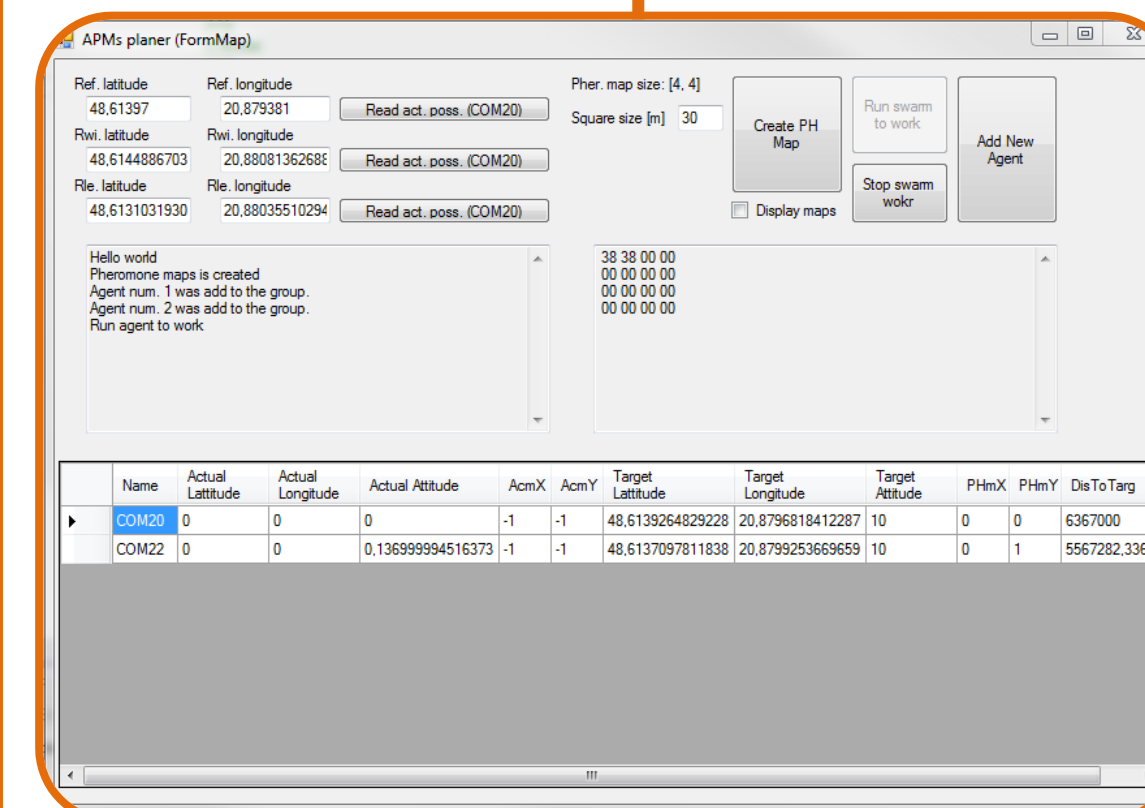 APMs planer (FormMap)
Ref. latitude Ref. longitude Pher. map size: [4, 4]
48,61397 20,879381 Read act. poss. (COM20) Square size [m] 30
Rwi. latitude Rwi. longitude
48,6144886703 20,88081362688 Read act. poss. (COM20)
Rle. latitude Rle. longitude
48,6131031930 20,88035510294 Read act. poss. (COM20)
Create PH
Map
Display maps
Run swarm
to work
Stop swarm
wokr
Add New
Agent
Hello world
Pheromone maps is created
Agent num. 1 was add to the group.
Agent num. 2 was add to the group.
Run agent to work
38 38 00 00
00 00 00 00
00 00 00 00
00 00 00 00
Name Actual Lattitude Actual Longitude Actual Attitude AcmX AcmY Target Lattitude Target Longitude Target Attitude PHmX PHmY DisToTarg
COM20 0 0 0 -1 -1 48,6139264829228 20,8796818412287 10 0 0 6367000
COM22 0 0 0,136999994516373 -1 -1 48,6137097811838 20,8799253669659 10 0 1 5567282,336